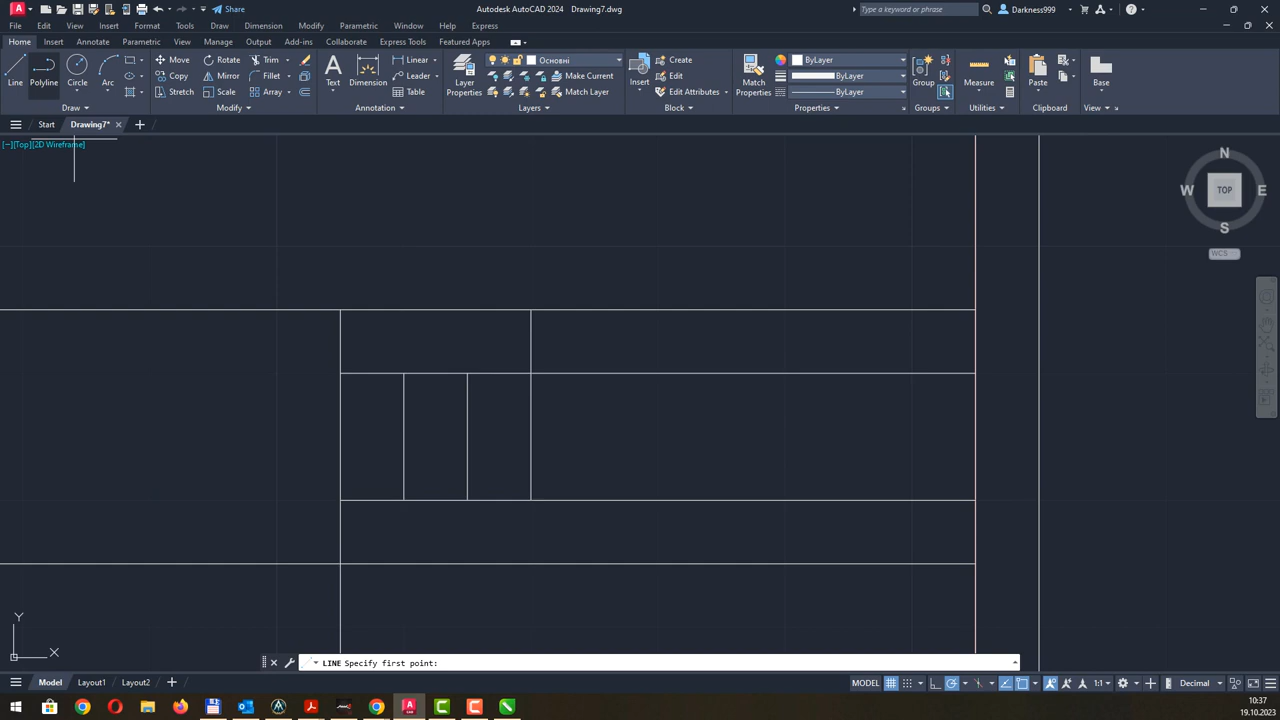 Share
Autodesk AutoCAD 2024 Drawing7.dwg
Type a keyword or phrase
Darkness999
File Edit View Insert Format Tools Draw Dimension Modify Parametric Window Help Express
Home Insert Annotate Parametric View Manage Output Add-ins Collaborate Express Tools Featured Apps
Line Polyline Circle Arc
Move Rotate Trim
Copy Mirror Fillet
Stretch Scale Array
Text Dimension
Linear
Leader
Table
Layer Properties
Основні
Make Current
Match Layer
Insert
Create
Edit
Edit Attributes
Match Properties
ByLayer
ByLayer
ByLayer
Group Measure Paste Base
Draw Modify Annotation Layers Block Properties Groups Utilities Clipboard View
Start Drawing7*
[−][Top][2D Wireframe]
N
W TOP E
S
WCS
Y
X
LINE Specify first point:
Model Layout1 Layout2
MODEL 1:1 Decimal
10:37
19.10.2023